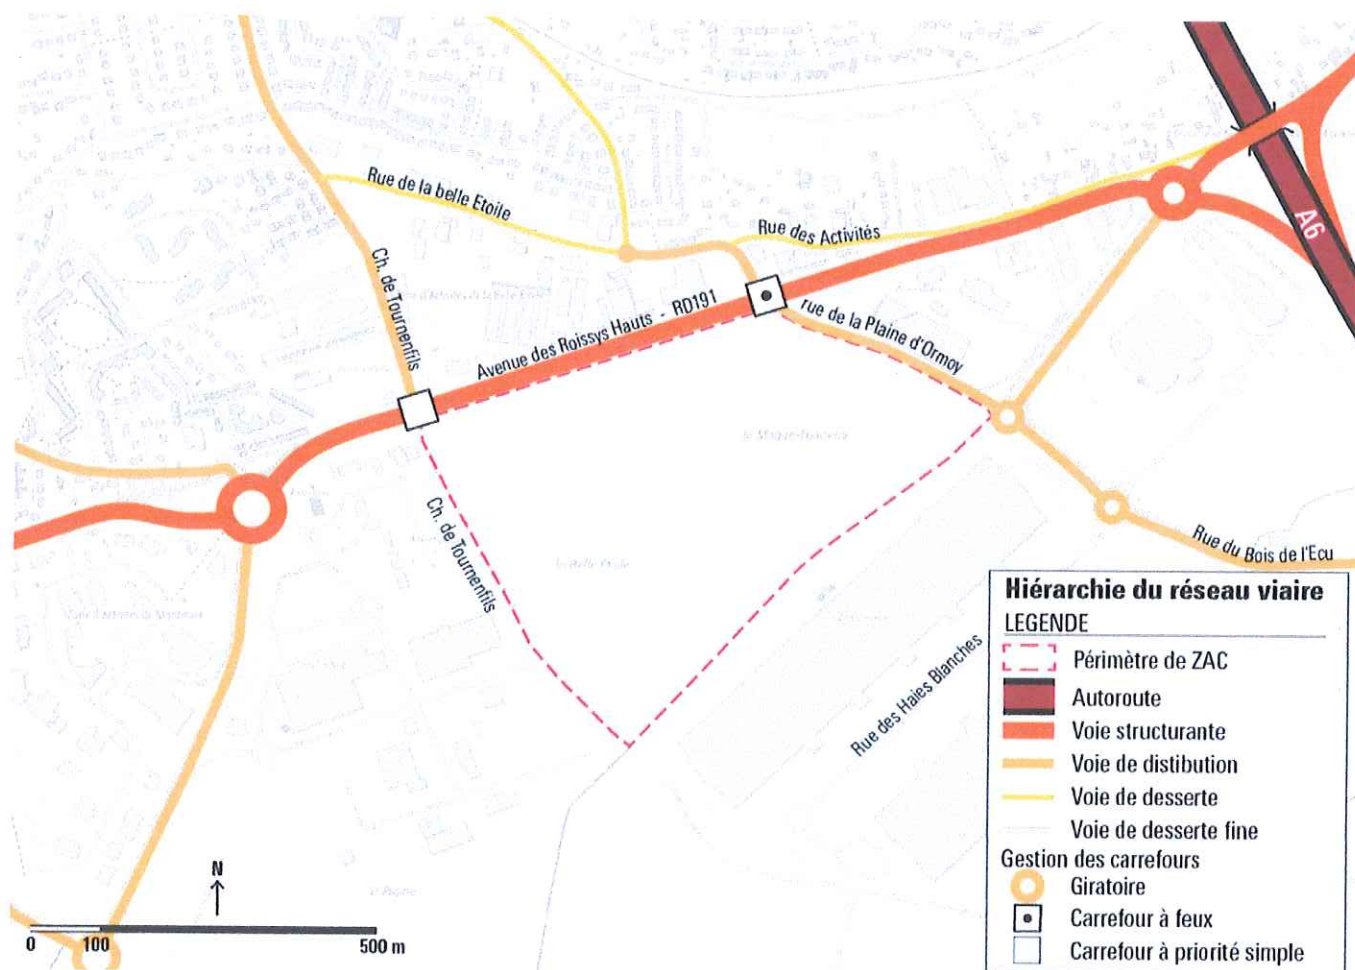 A6
Rue de la belle Etoile
Rue des Activités
Ch. de Tournenfils
Avenue des Roissys Hauts - RD191
rue de la Plaine d'Ormoy
Ch. de Tournenfils
Rue du Bois de l'Ecu
Rue des Haies Blanches
Hiérarchie du réseau viaire
LEGENDE
Périmètre de ZAC
Autoroute
Voie structurante
Voie de distibution
Voie de desserte
Voie de desserte fine
Gestion des carrefours
Giratoire
Carrefour à feux
Carrefour à priorité simple
N
0 100 500 m